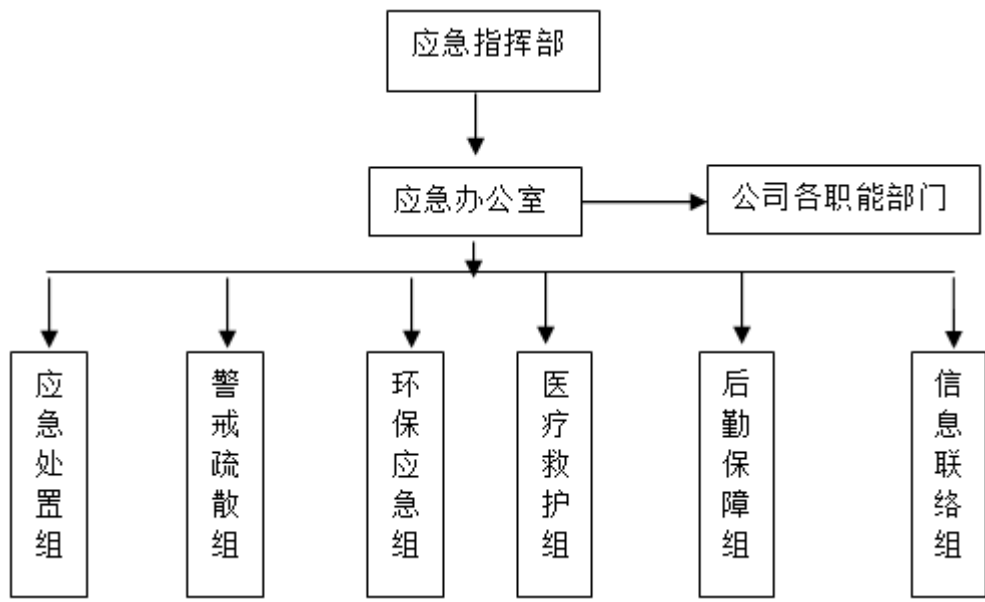 应急指挥部
应急办公室
公司各职能部门
应急处置组
警戒疏散组
环保应急组
医疗救护组
后勤保障组
信息联络组